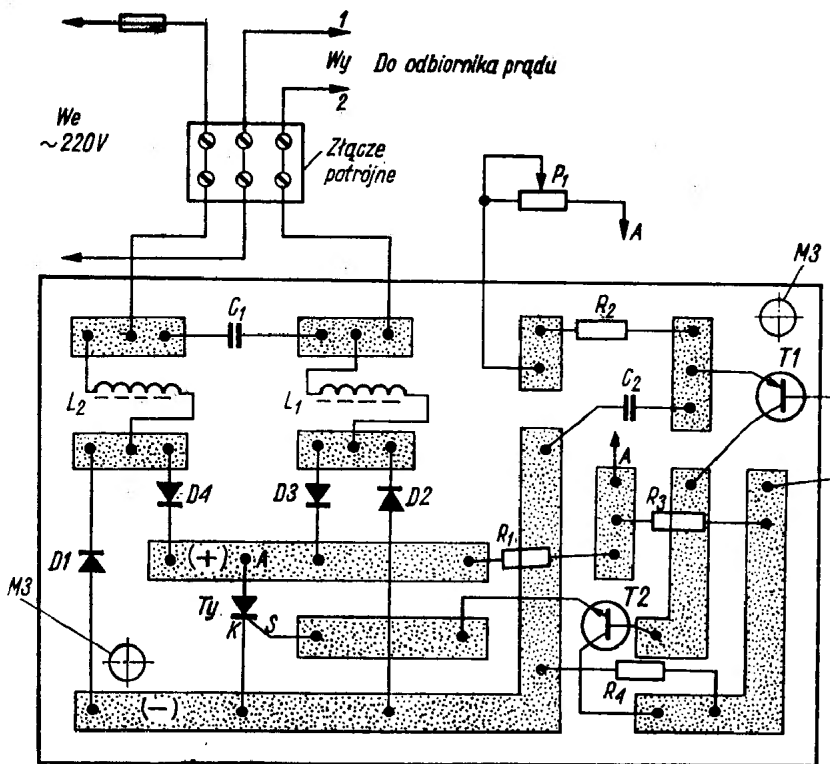 1
Wy Do odbiornika prądu
2
We
~220V
Złącze
potrójne
P1
A
M3
C1
R2
T1
L2
L1
C2
A
D4
D3
D2
R3
D1
(+)
A
R1
M3
Ty
K
S
T2
R4
(-)